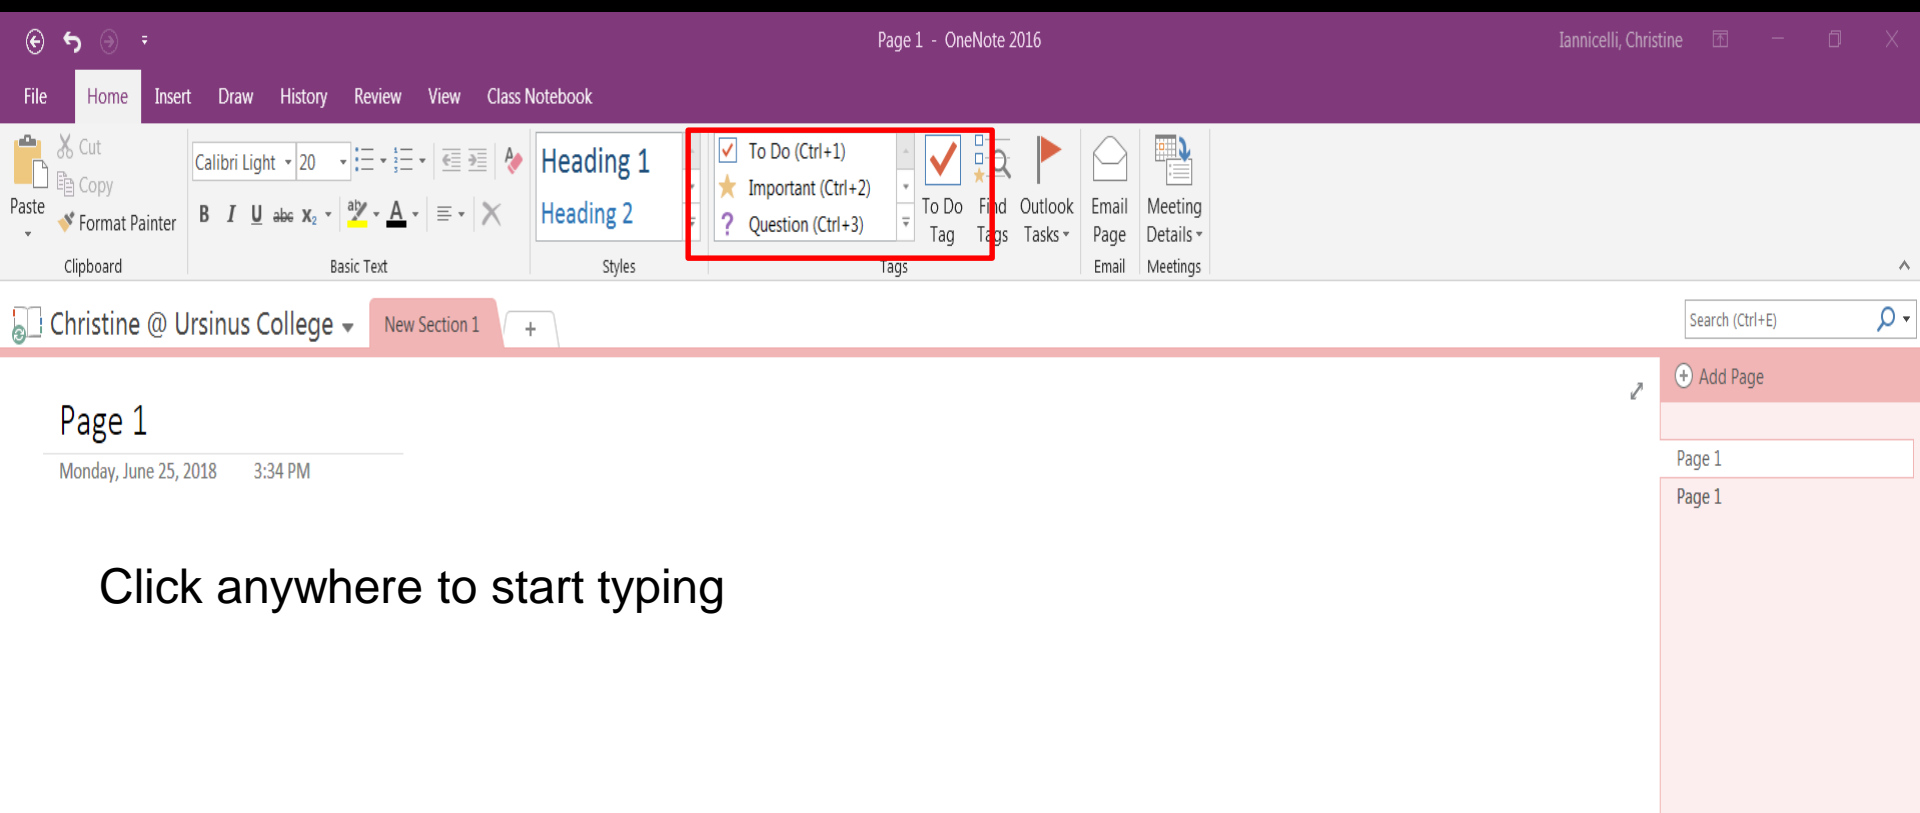 Page 1 - OneNote 2016
Iannicelli, Christine
File Home Insert Draw History Review View Class Notebook
Paste
Cut
Copy
Format Painter
Clipboard
Calibri Light 20
B I U abc X₂ ab A
Basic Text
Heading 1
Heading 2
Styles
To Do (Ctrl+1)
Important (Ctrl+2)
Question (Ctrl+3)
To Do Tag
Find Tags
Outlook Tasks
Tags
Email Page
Email
Meeting Details
Meetings
Christine @ Ursinus College
New Section 1
+
Search (Ctrl+E)
Add Page
Page 1
Page 1
Page 1
Monday, June 25, 2018 3:34 PM
Click anywhere to start typing